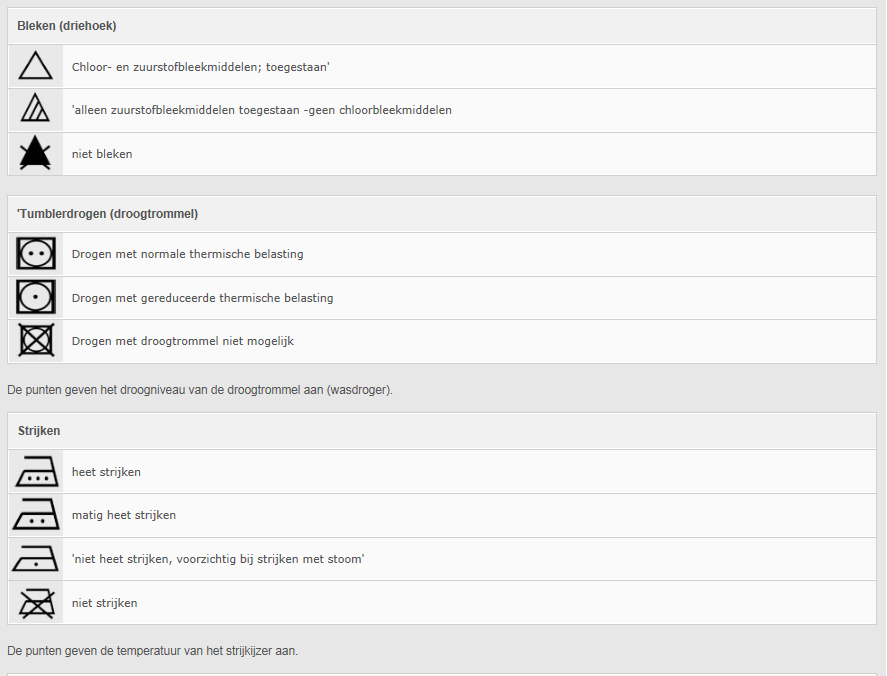 Bleken (driehoek)
Chloor- en zuurstofbleekmiddelen; toegestaan'
'alleen zuurstofbleekmiddelen toegestaan -geen chloorbleekmiddelen
niet bleken
'Tumblerdrogen (droogtrommel)
Drogen met normale thermische belasting
Drogen met gereduceerde thermische belasting
Drogen met droogtrommel niet mogelijk
De punten geven het droogniveau van de droogtrommel aan (wasdroger).
Strijken
heet strijken
matig heet strijken
'niet heet strijken, voorzichtig bij strijken met stoom'
niet strijken
De punten geven de temperatuur van het strijkijzer aan.